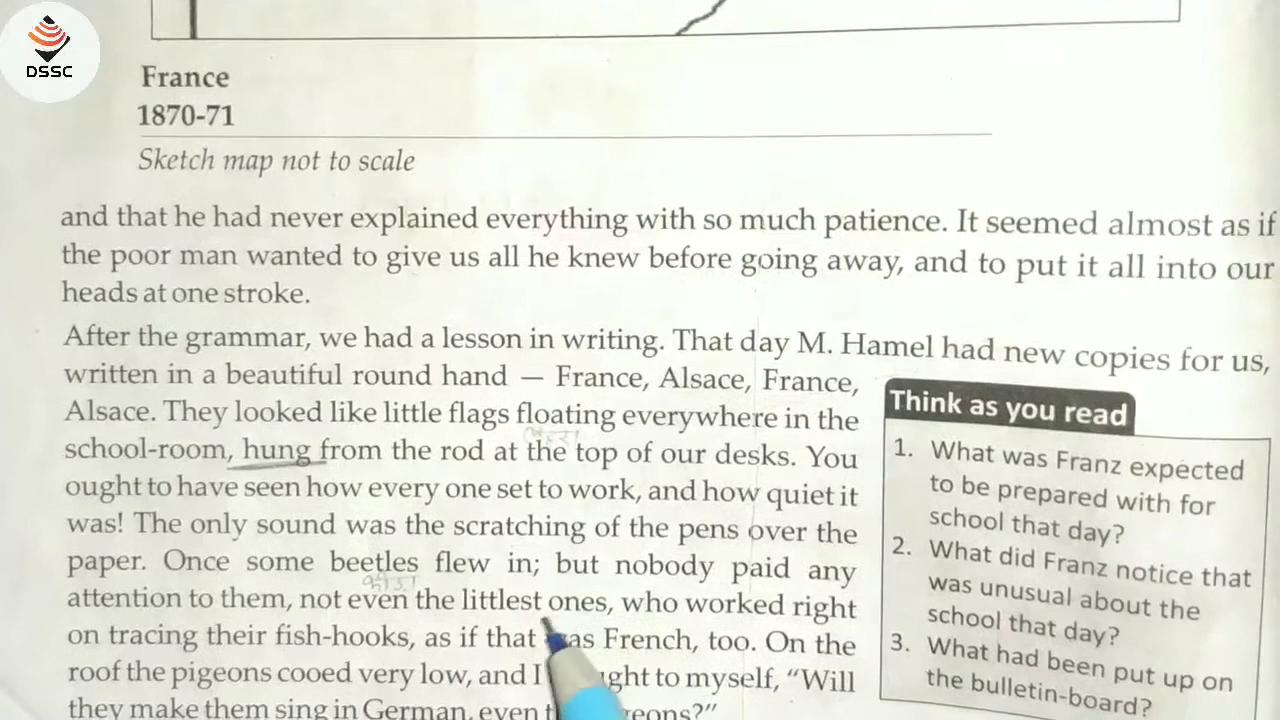 DSSC
France
1870-71
Sketch map not to scale
and that he had never explained everything with so much patience. It seemed almost as if
the poor man wanted to give us all he knew before going away, and to put it all into our
heads at one stroke.
After the grammar, we had a lesson in writing. That day M. Hamel had new copies for us,
written in a beautiful round hand — France, Alsace, France,
Alsace. They looked like little flags floating everywhere in the
school-room, hung from the rod at the top of our desks. You
ought to have seen how every one set to work, and how quiet it
was! The only sound was the scratching of the pens over the
paper. Once some beetles flew in; but nobody paid any
attention to them, not even the littlest ones, who worked right
on tracing their fish-hooks, as if that was French, too. On the
roof the pigeons cooed very low, and I thought to myself, “Will
they make them sing in German, even pigeons?”
Think as you read
1. What was Franz expected
to be prepared with for
school that day?
2. What did Franz notice that
was unusual about the
school that day?
3. What had been put up on
the bulletin-board?